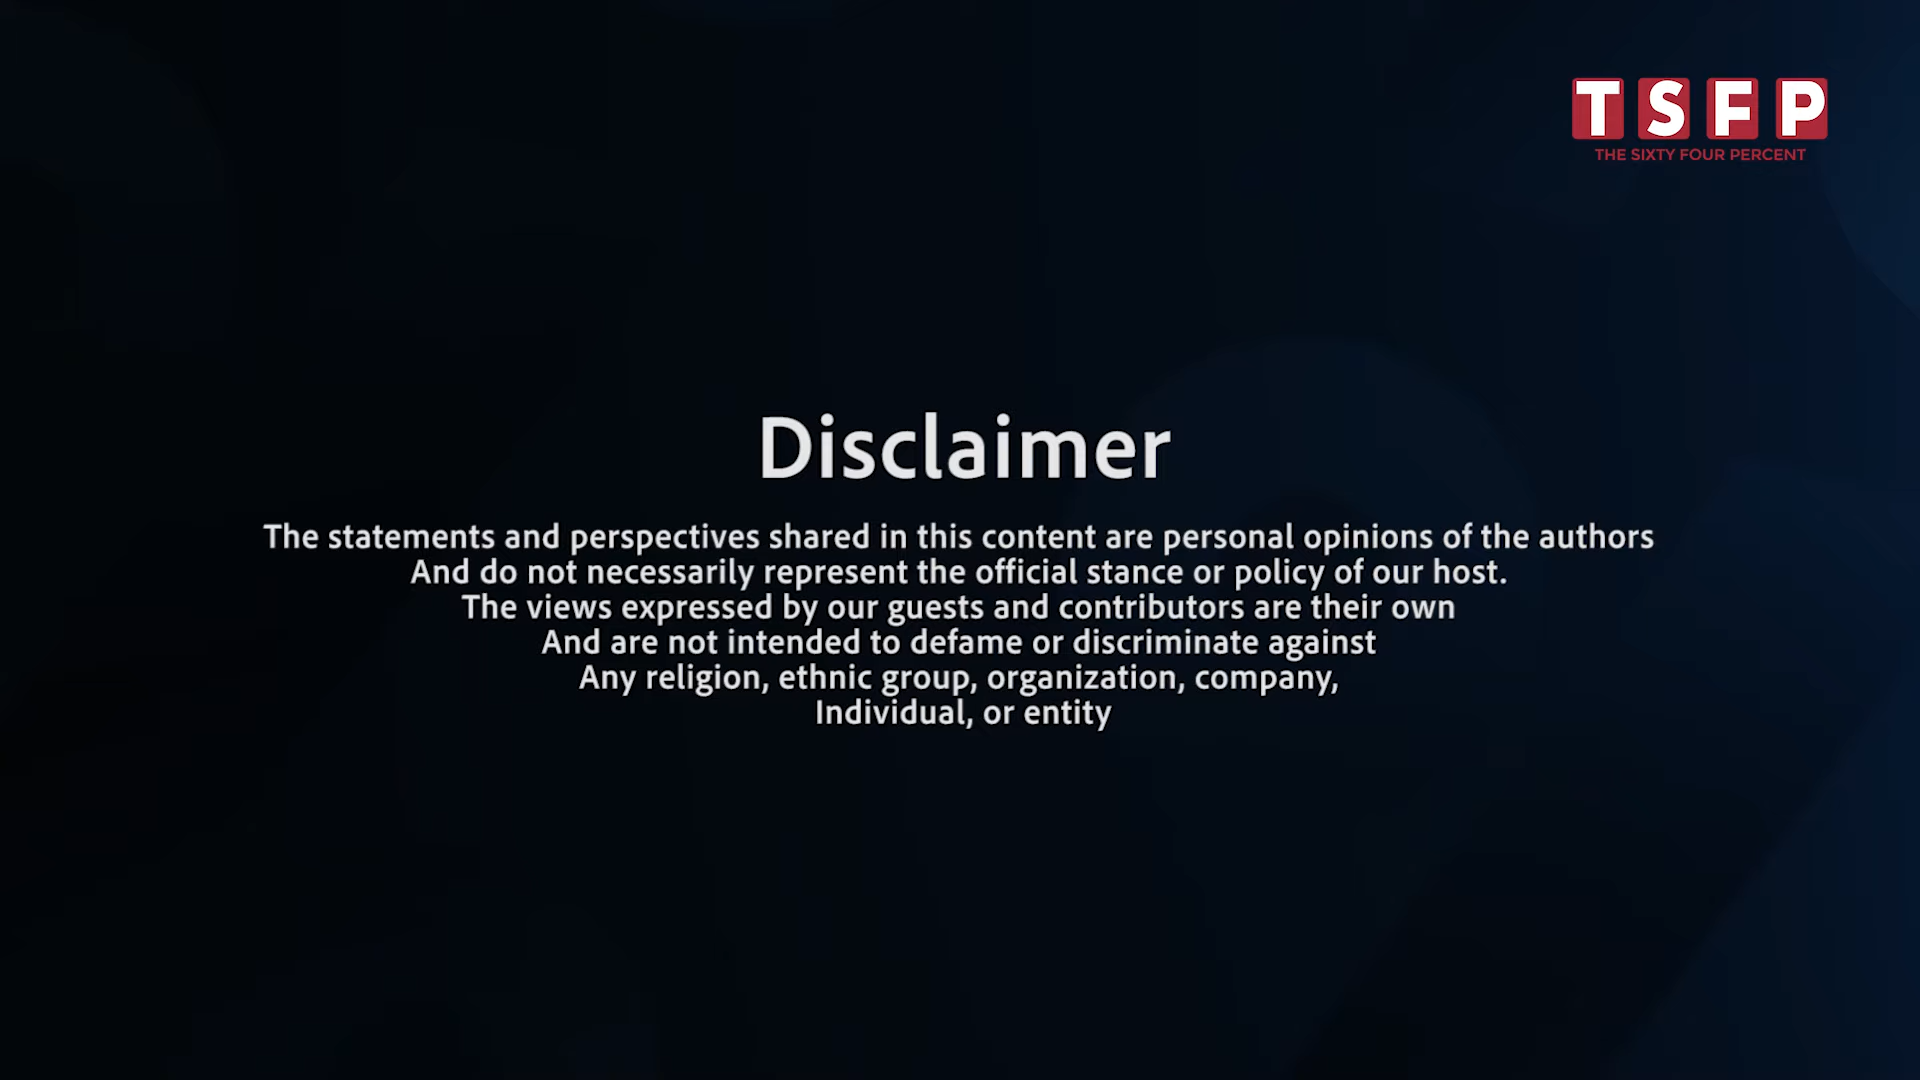 TSFP
THE SIXTY FOUR PERCENT
Disclaimer
The statements and perspectives shared in this content are personal opinions of the authors
And do not necessarily represent the official stance or policy of our host.
The views expressed by our guests and contributors are their own
And are not intended to defame or discriminate against
Any religion, ethnic group, organization, company,
Individual, or entity